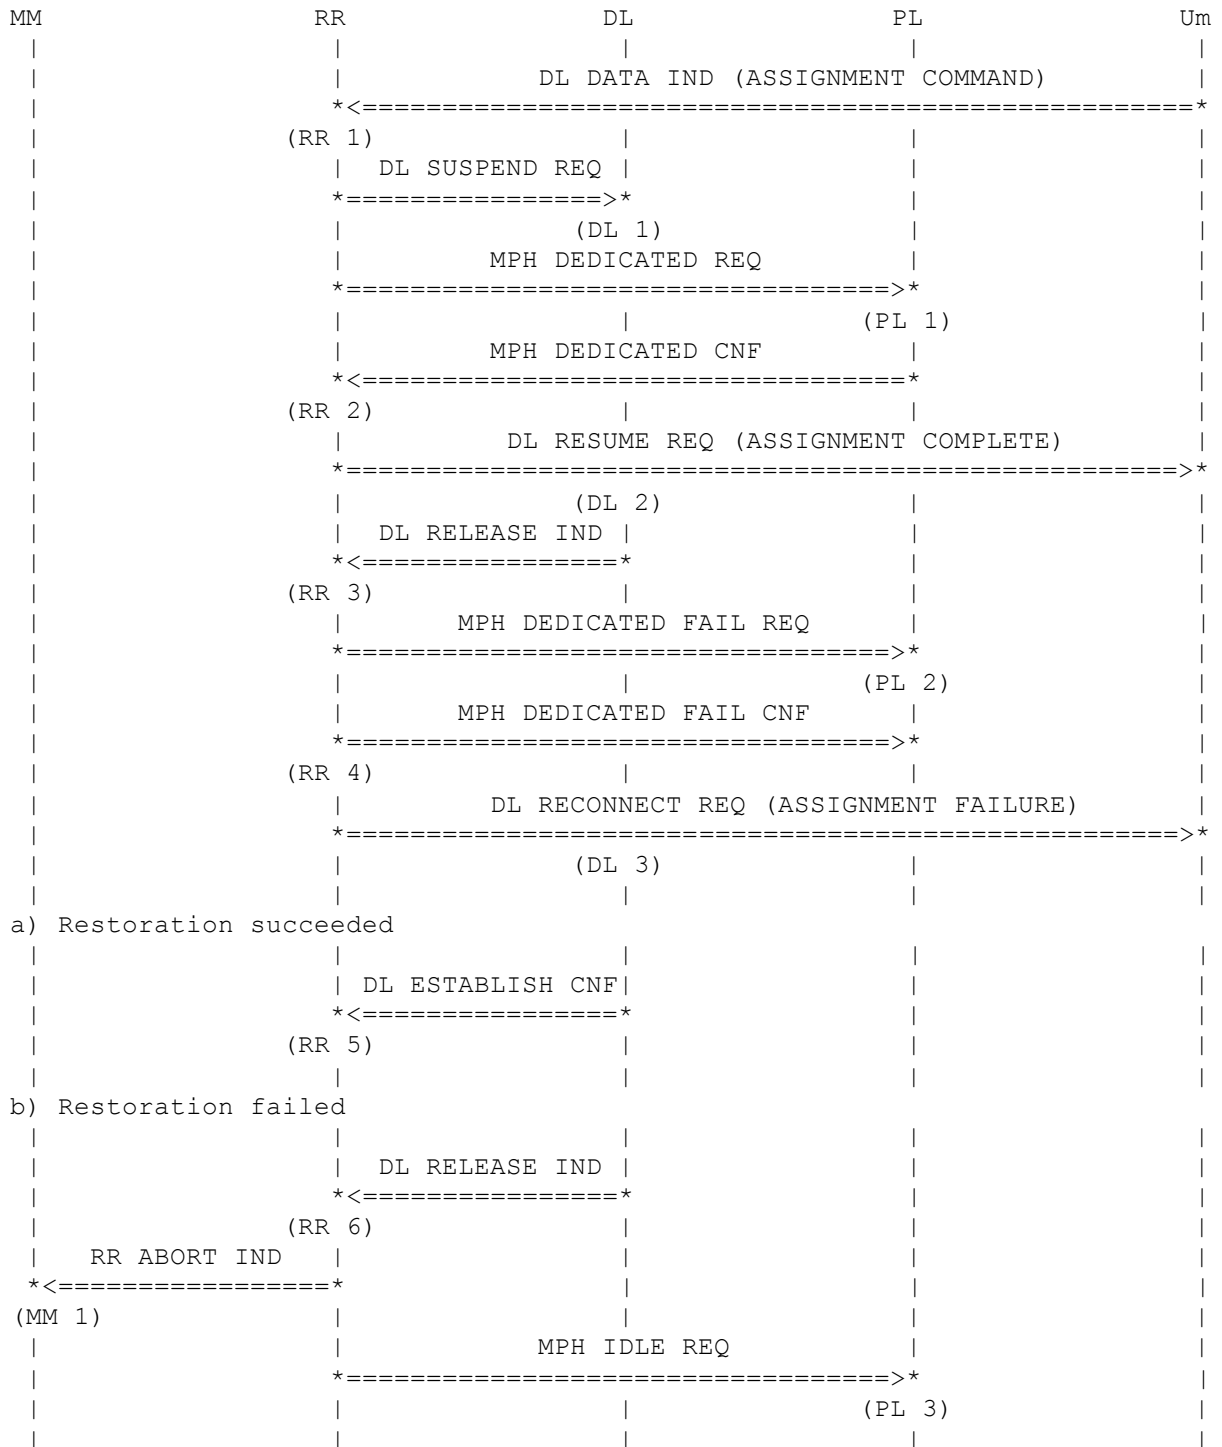 MM RR DL PL Um
DL DATA IND (ASSIGNMENT COMMAND)
(RR 1)
DL SUSPEND REQ
(DL 1)
MPH DEDICATED REQ
(PL 1)
MPH DEDICATED CNF
(RR 2)
DL RESUME REQ (ASSIGNMENT COMPLETE)
(DL 2)
DL RELEASE IND
(RR 3)
MPH DEDICATED FAIL REQ
(PL 2)
MPH DEDICATED FAIL CNF
(RR 4)
DL RECONNECT REQ (ASSIGNMENT FAILURE)
(DL 3)
a) Restoration succeeded
DL ESTABLISH CNF
(RR 5)
b) Restoration failed
DL RELEASE IND
(RR 6)
RR ABORT IND
(MM 1)
MPH IDLE REQ
(PL 3)